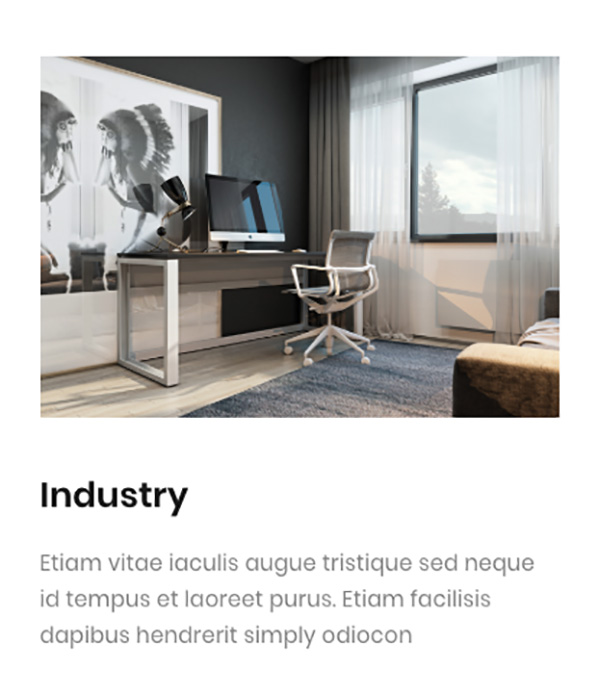 Industry
Etiam vitae iaculis augue tristique sed neque
id tempus et laoreet purus. Etiam facilisis
dapibus hendrerit simply odiocon